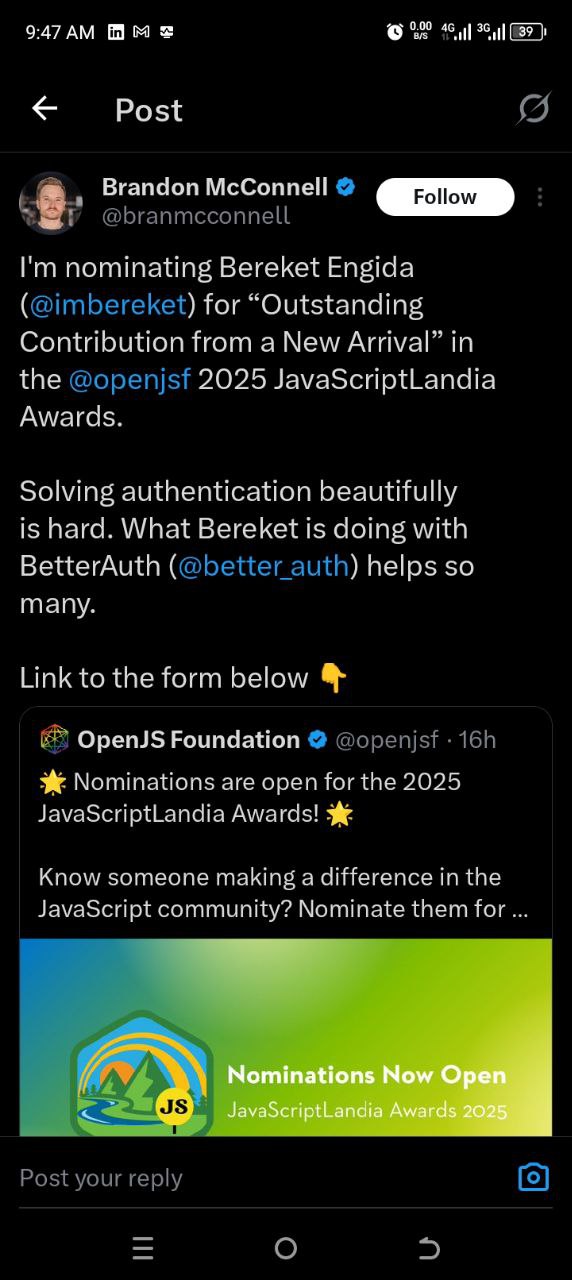 9:47 AM
0.00
B/S
4G
3G
39
Post
Brandon McConnell
@branmcconnell
Follow
I'm nominating Bereket Engida
(@imbereket) for “Outstanding
Contribution from a New Arrival” in
the @openjsf 2025 JavaScriptLandia
Awards.
Solving authentication beautifully
is hard. What Bereket is doing with
BetterAuth (@better_auth) helps so
many.
Link to the form below 👇
OpenJS Foundation @openjsf · 16h
🌟 Nominations are open for the 2025
JavaScriptLandia Awards! 🌟
Know someone making a difference in the
JavaScript community? Nominate them for ...
JS
Nominations Now Open
JavaScriptLandia Awards 2025
Post your reply